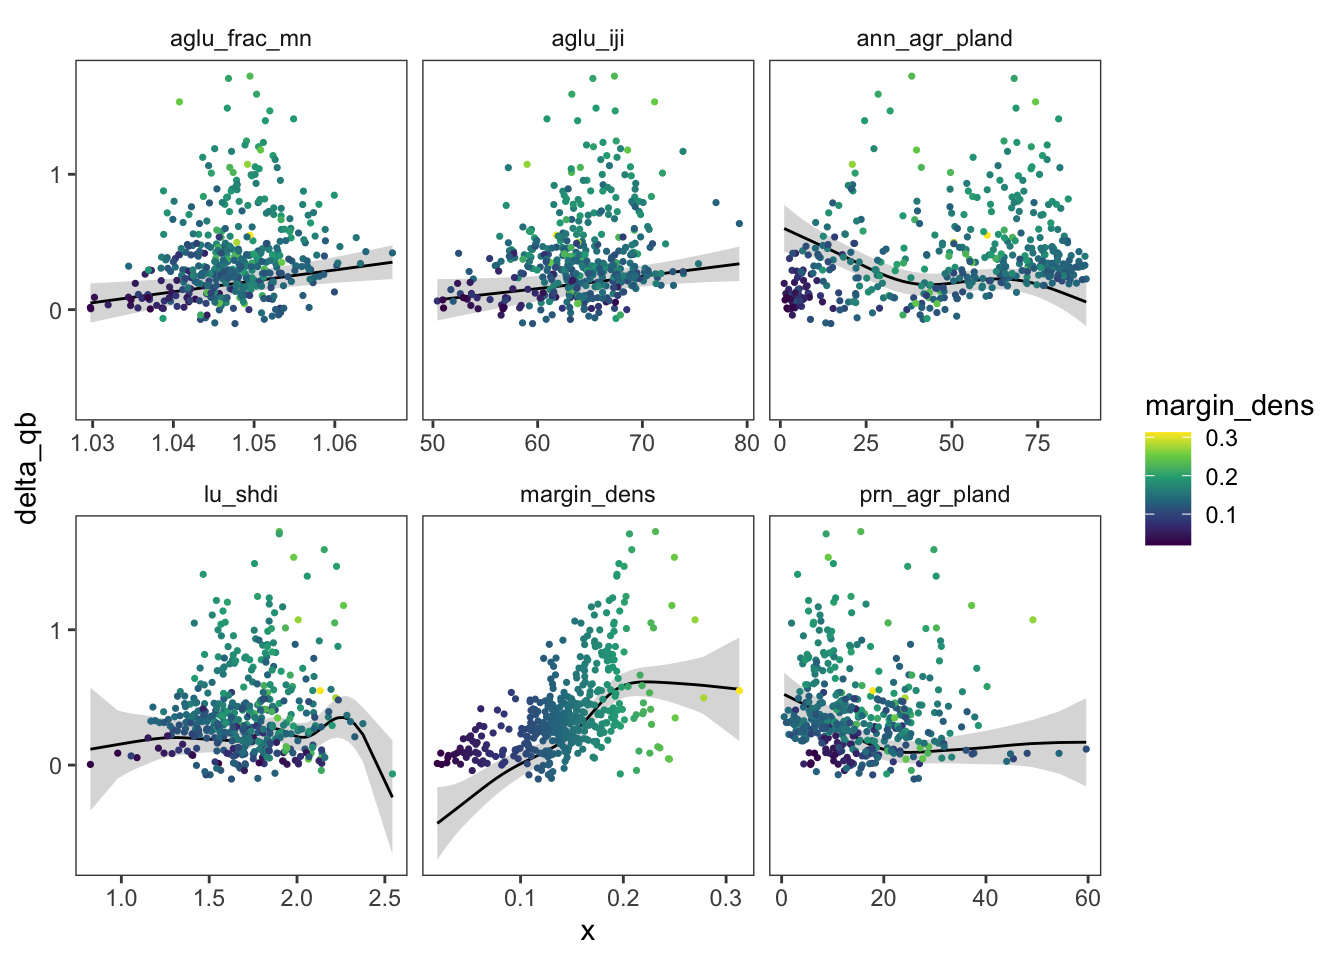 aglu_frac_mn aglu_iji ann_agr_pland
1
0
1.03 1.04 1.05 1.06 50 60 70 80 0 25 50 75
lu_shdi margin_dens prn_agr_pland
1
0
1.0 1.5 2.0 2.5 0.1 0.2 0.3 0 20 40 60
x
delta_qb
margin_dens
0.3
0.2
0.1